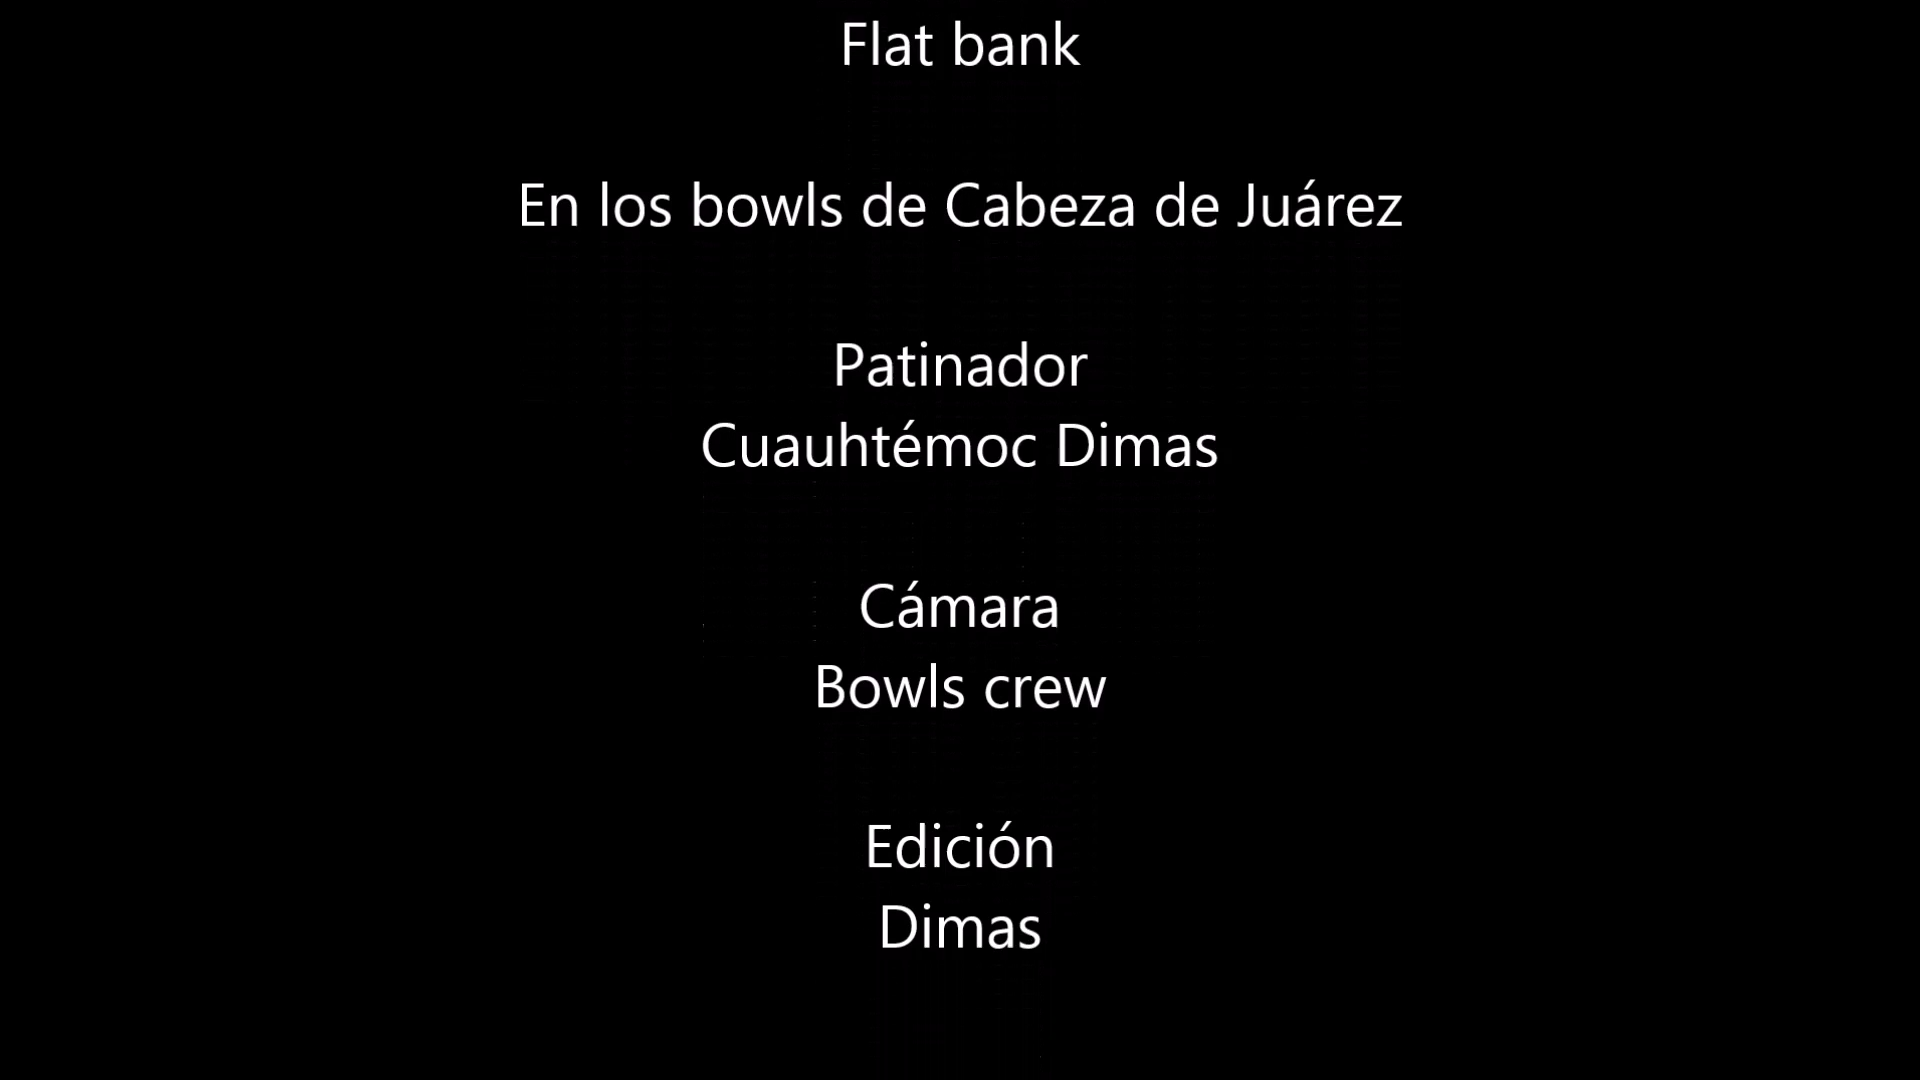 Flat bank
En los bowls de Cabeza de Juárez
Patinador
Cuauhtémoc Dimas
Cámara
Bowls crew
Edición
Dimas